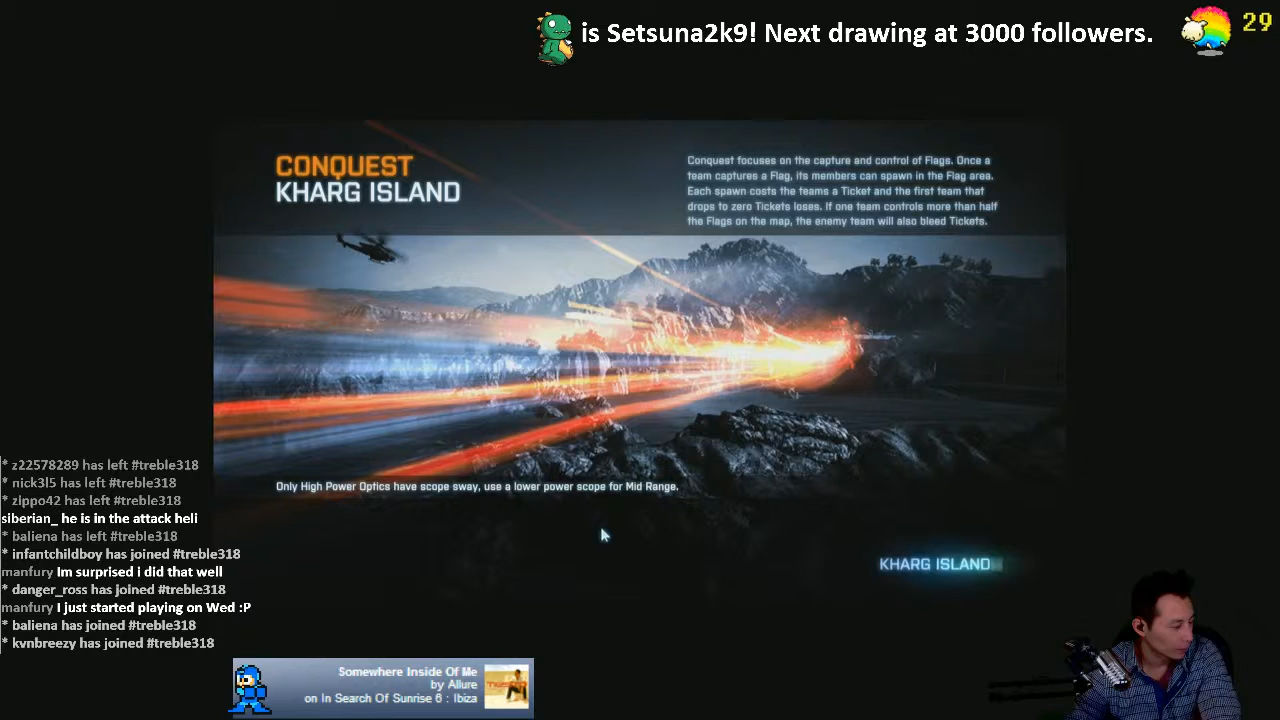 is Setsuna2k9! Next drawing at 3000 followers.
29
CONQUEST
KHARG ISLAND
Conquest focuses on the capture and control of Flags. Once a
team captures a Flag, its members can spawn in the Flag area.
Each spawn costs the teams a Ticket and the first team that
drops to zero Tickets loses. If one team controls more than half
the Flags on the map, the enemy team will also bleed Tickets.
Only High Power Optics have scope sway, use a lower power scope for Mid Range.
KHARG ISLAND
* z22578289 has left #treble318
* nick3l5 has left #treble318
* zippo42 has left #treble318
siberian_ he is in the attack heli
* baliena has left #treble318
* infantchildboy has joined #treble318
manfury Im surprised i did that well
* danger_ross has joined #treble318
manfury I just started playing on Wed :P
* baliena has joined #treble318
* kvnbreezy has joined #treble318
Somewhere Inside Of Me
by Allure
on In Search Of Sunrise 6 : Ibiza